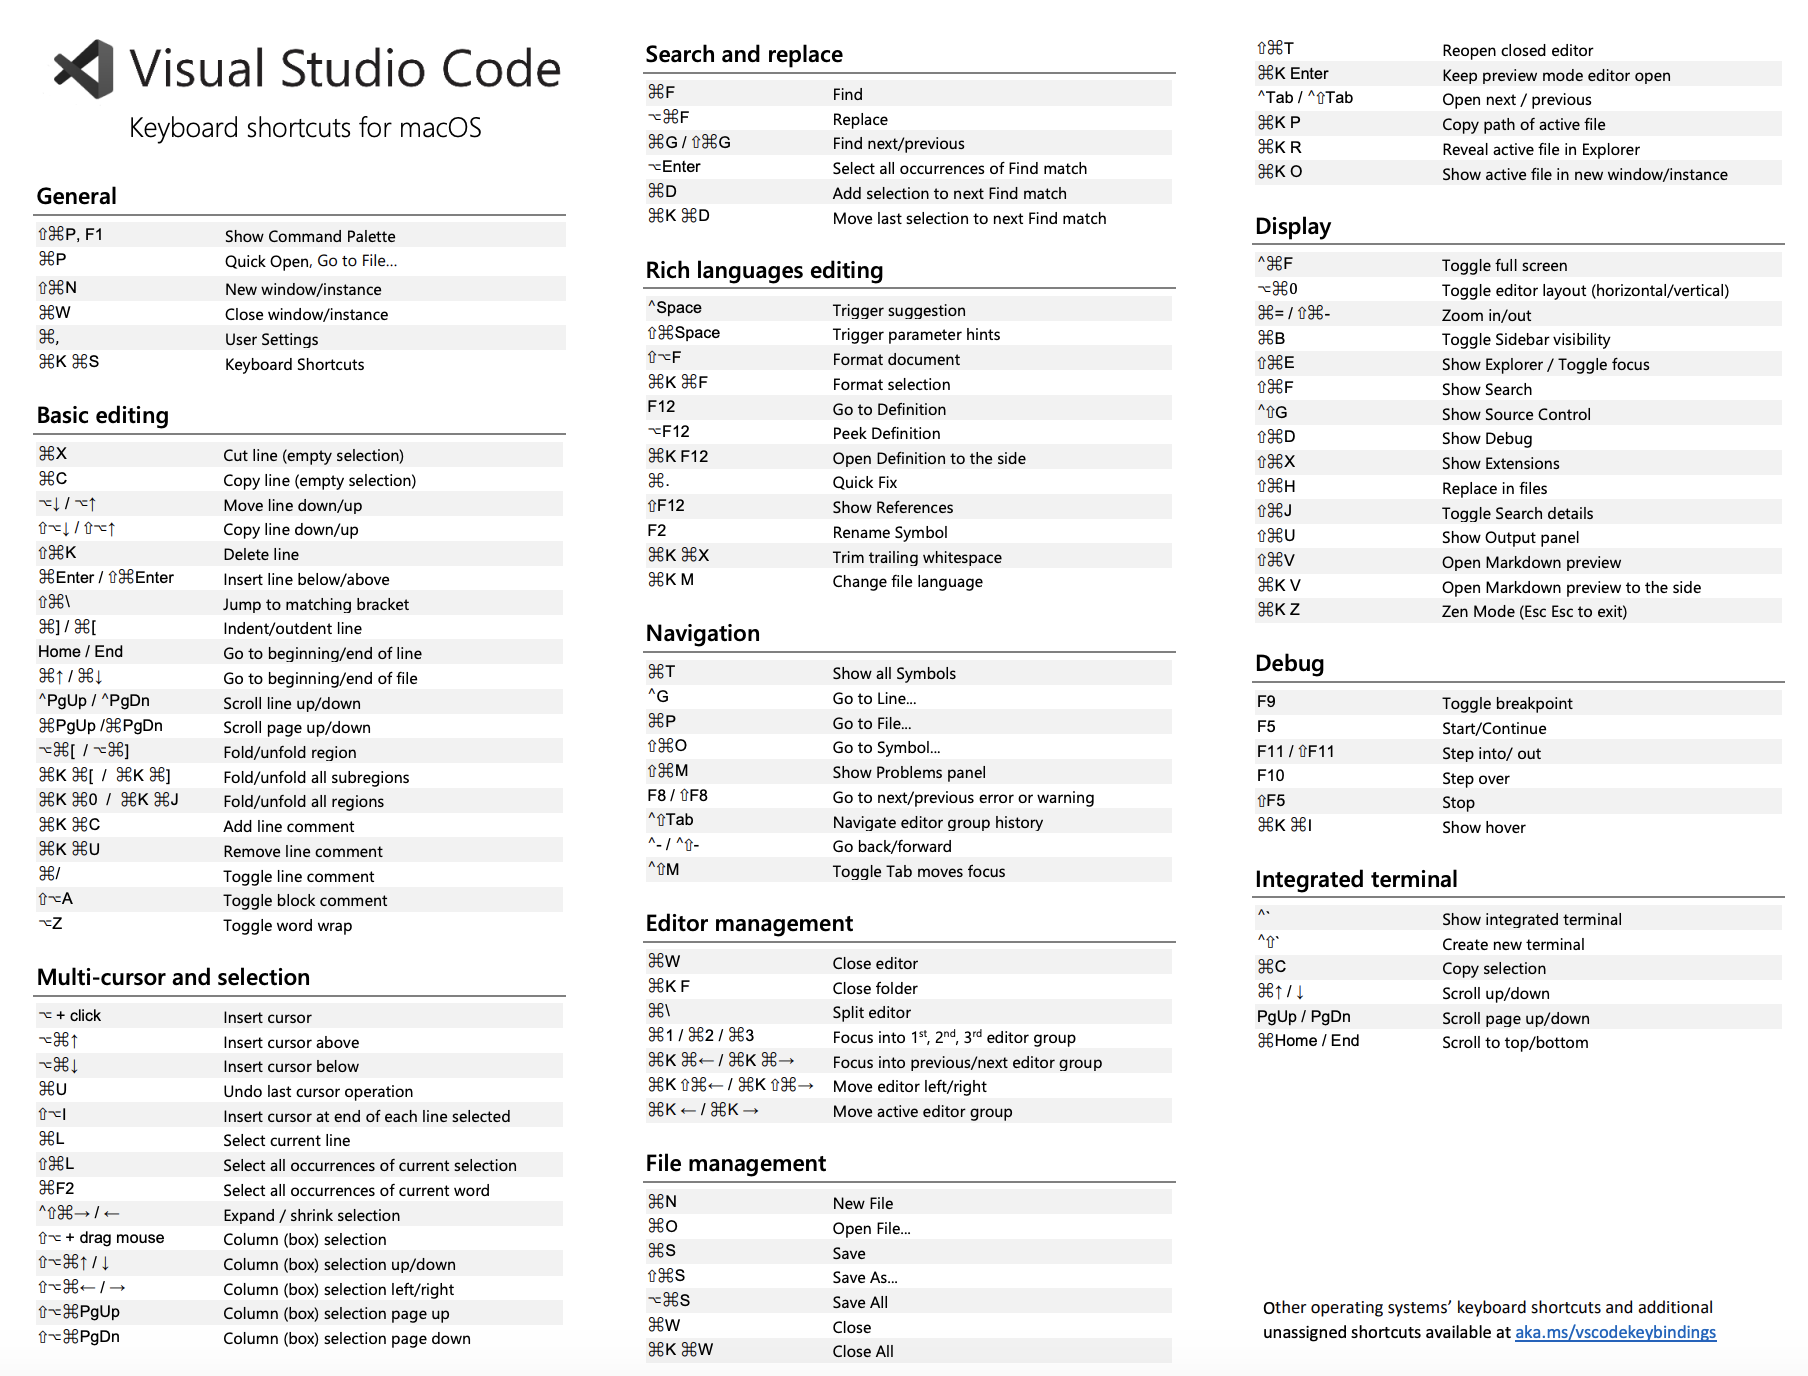 Visual Studio Code
Keyboard shortcuts for macOS
General
⇧⌘P, F1 Show Command Palette
⌘P Quick Open, Go to File…
⇧⌘N New window/instance
⌘W Close window/instance
⌘, User Settings
⌘K ⌘S Keyboard Shortcuts
Basic editing
⌘X Cut line (empty selection)
⌘C Copy line (empty selection)
⌥↓ / ⌥↑ Move line down/up
⇧⌥↓ / ⇧⌥↑ Copy line down/up
⇧⌘K Delete line
⌘Enter / ⇧⌘Enter Insert line below/above
⇧⌘\ Jump to matching bracket
⌘] / ⌘[ Indent/outdent line
Home / End Go to beginning/end of line
⌘↑ / ⌘↓ Go to beginning/end of file
^PgUp / ^PgDn Scroll line up/down
⌘PgUp /⌘PgDn Scroll page up/down
⌥⌘[ / ⌥⌘] Fold/unfold region
⌘K ⌘[ / ⌘K ⌘] Fold/unfold all subregions
⌘K ⌘0 / ⌘K ⌘J Fold/unfold all regions
⌘K ⌘C Add line comment
⌘K ⌘U Remove line comment
⌘/ Toggle line comment
⇧⌥A Toggle block comment
⌥Z Toggle word wrap
Multi-cursor and selection
⌥ + click Insert cursor
⌥⌘↑ Insert cursor above
⌥⌘↓ Insert cursor below
⌘U Undo last cursor operation
⇧⌥I Insert cursor at end of each line selected
⌘L Select current line
⇧⌘L Select all occurrences of current selection
⌘F2 Select all occurrences of current word
^⇧⌘→ / ← Expand / shrink selection
⇧⌥ + drag mouse Column (box) selection
⇧⌥⌘↑ / ↓ Column (box) selection up/down
⇧⌥⌘← / → Column (box) selection left/right
⇧⌥⌘PgUp Column (box) selection page up
⇧⌥⌘PgDn Column (box) selection page down
Search and replace
⌘F Find
⌥⌘F Replace
⌘G / ⇧⌘G Find next/previous
⌥Enter Select all occurrences of Find match
⌘D Add selection to next Find match
⌘K ⌘D Move last selection to next Find match
Rich languages editing
^Space Trigger suggestion
⇧⌘Space Trigger parameter hints
⇧⌥F Format document
⌘K ⌘F Format selection
F12 Go to Definition
⌥F12 Peek Definition
⌘K F12 Open Definition to the side
⌘. Quick Fix
⇧F12 Show References
F2 Rename Symbol
⌘K ⌘X Trim trailing whitespace
⌘K M Change file language
Navigation
⌘T Show all Symbols
^G Go to Line...
⌘P Go to File...
⇧⌘O Go to Symbol...
⇧⌘M Show Problems panel
F8 / ⇧F8 Go to next/previous error or warning
^⇧Tab Navigate editor group history
^- / ^⇧- Go back/forward
^⇧M Toggle Tab moves focus
Editor management
⌘W Close editor
⌘K F Close folder
⌘\ Split editor
⌘1 / ⌘2 / ⌘3 Focus into 1st, 2nd, 3rd editor group
⌘K ⌘← / ⌘K ⌘→ Focus into previous/next editor group
⌘K ⇧⌘← / ⌘K ⇧⌘→ Move editor left/right
⌘K ← / ⌘K → Move active editor group
File management
⌘N New File
⌘O Open File...
⌘S Save
⇧⌘S Save As...
⌥⌘S Save All
⌘W Close
⌘K ⌘W Close All
⇧⌘T Reopen closed editor
⌘K Enter Keep preview mode editor open
^Tab / ^⇧Tab Open next / previous
⌘K P Copy path of active file
⌘K R Reveal active file in Explorer
⌘K O Show active file in new window/instance
Display
^⌘F Toggle full screen
⌥⌘0 Toggle editor layout (horizontal/vertical)
⌘= / ⇧⌘- Zoom in/out
⌘B Toggle Sidebar visibility
⇧⌘E Show Explorer / Toggle focus
⇧⌘F Show Search
^⇧G Show Source Control
⇧⌘D Show Debug
⇧⌘X Show Extensions
⇧⌘H Replace in files
⇧⌘J Toggle Search details
⇧⌘U Show Output panel
⇧⌘V Open Markdown preview
⌘K V Open Markdown preview to the side
⌘K Z Zen Mode (Esc Esc to exit)
Debug
F9 Toggle breakpoint
F5 Start/Continue
F11 / ⇧F11 Step into/ out
F10 Step over
⇧F5 Stop
⌘K ⌘I Show hover
Integrated terminal
^` Show integrated terminal
^⇧` Create new terminal
⌘C Copy selection
⌘↑ / ↓ Scroll up/down
PgUp / PgDn Scroll page up/down
⌘Home / End Scroll to top/bottom
Other operating systems’ keyboard shortcuts and additional
unassigned shortcuts available at aka.ms/vscodekeybindings